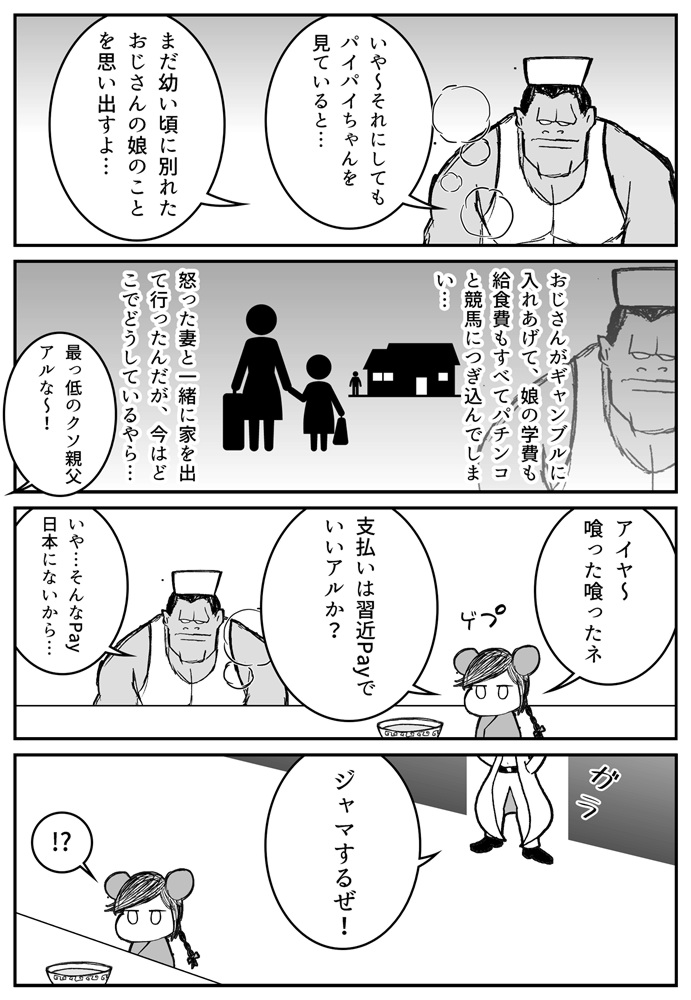 いや～それにしても
パイパイちゃんを
見ていると…
まだ幼い頃に別れた
おじさんの娘のこと
を思い出すよ…
おじさんがギャンブルに
入れあげて、娘の学費も
給食費もすべてパチンコ
と競馬につぎ込んでしま
い…
怒った妻と一緒に家を出
て行ったんだが、今はど
こでどうしているやら…
最っ低のクソ親父
アルな～！
アイヤ～
喰った喰ったネ
ゲプ
支払いは習近Payで
いいアルか？
いや…そんなPay
日本にないから…
ガラ
ジャマするぜ！
!?